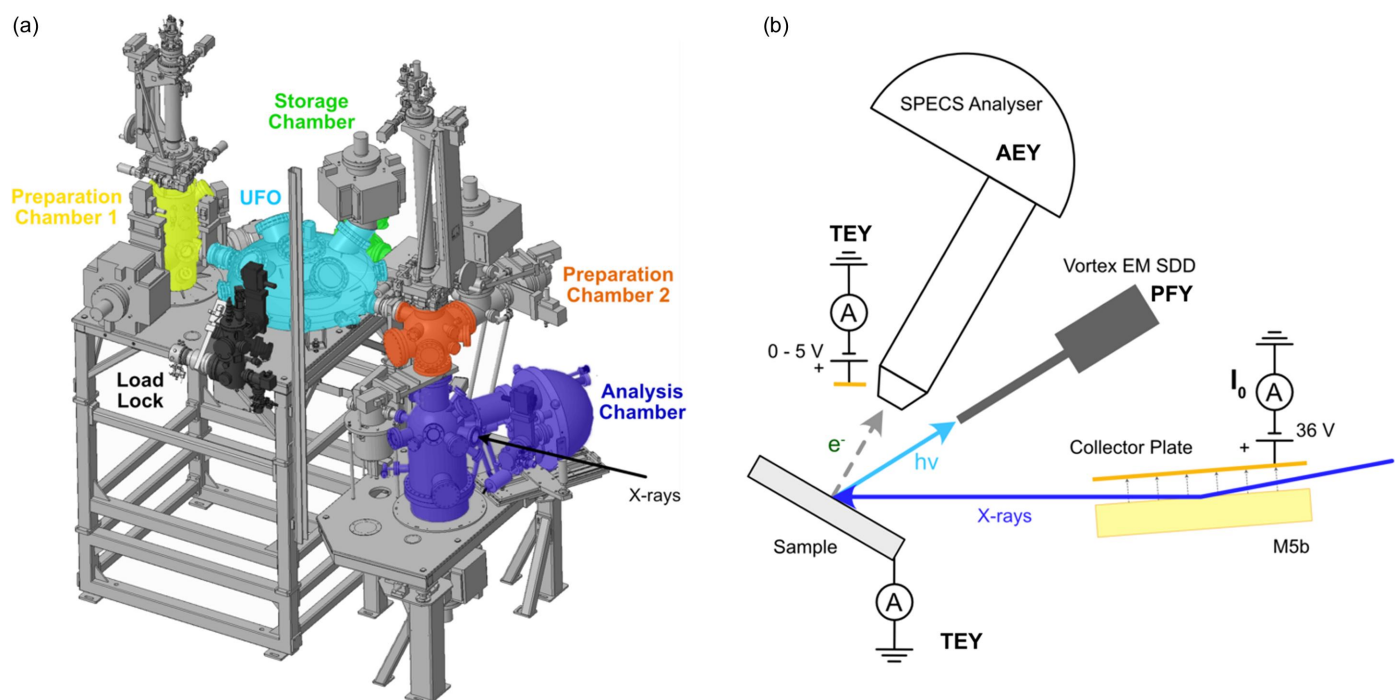 (a)
Storage
Chamber
Preparation
Chamber 1
UFO
Preparation
Chamber 2
Load
Lock
Analysis
Chamber
X-rays
(b)
SPECS Analyser
AEY
TEY
A
0 - 5 V
+
Vortex EM SDD
PFY
I₀
A
36 V
+
Collector Plate
e⁻
hν
X-rays
Sample
M5b
A
TEY